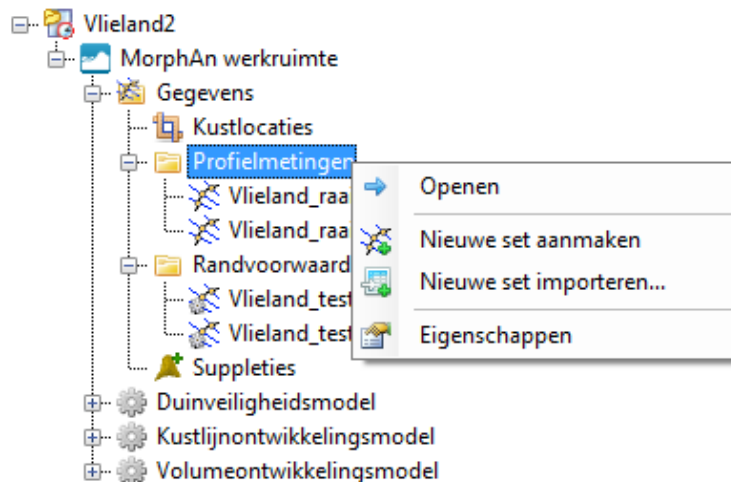 Vlieland2
MorphAn werkruimte
Gegevens
Kustlocaties
Profielmetingen
Vlieland_raa
Vlieland_raa
Randvoorwaard
Vlieland_test
Vlieland_test
Suppleties
Duinveiligheidsmodel
Kustlijnontwikkelingsmodel
Volumeontwikkelingsmodel
Openen
Nieuwe set aanmaken
Nieuwe set importeren...
Eigenschappen